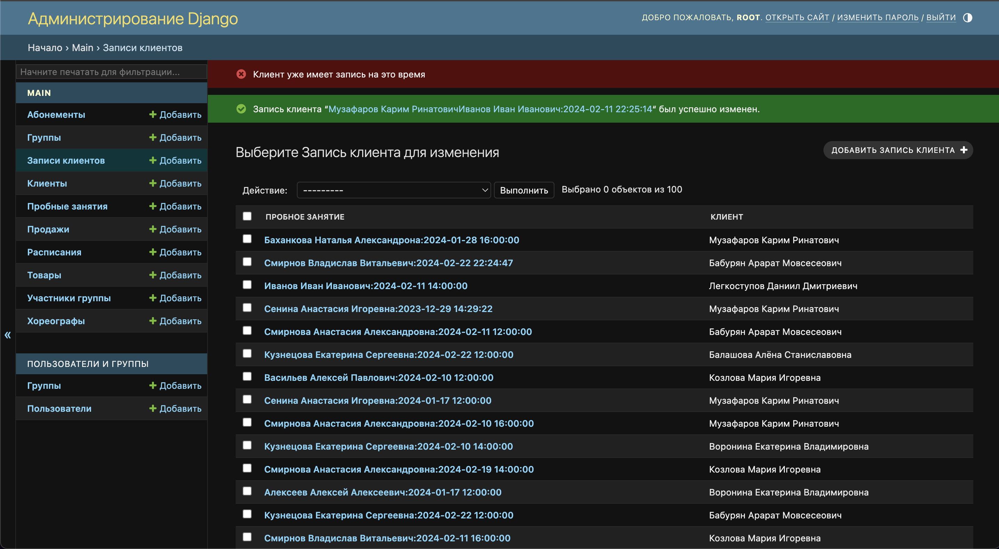 Администрирование Django
ДОБРО ПОЖАЛОВАТЬ, ROOT. ОТКРЫТЬ САЙТ / ИЗМЕНИТЬ ПАРОЛЬ / ВЫЙТИ
Начало › Main › Записи клиентов
Начните печатать для фильтрации...
MAIN
Абонементы + Добавить
Группы + Добавить
Записи клиентов + Добавить
Клиенты + Добавить
Пробные занятия + Добавить
Продажи + Добавить
Расписания + Добавить
Товары + Добавить
Участники группы + Добавить
Хореографы + Добавить
«
ПОЛЬЗОВАТЕЛИ И ГРУППЫ
Группы + Добавить
Пользователи + Добавить
Клиент уже имеет запись на это время
Запись клиента “Музафаров Карим РинатовичИванов Иван Иванович:2024-02-11 22:25:14“ был успешно изменен.
Выберите Запись клиента для изменения
ДОБАВИТЬ ЗАПИСЬ КЛИЕНТА +
Действие: --------- Выполнить Выбрано 0 объектов из 100
ПРОБНОЕ ЗАНЯТИЕ КЛИЕНТ
Баханкова Наталья Александрона:2024-01-28 16:00:00 Музафаров Карим Ринатович
Смирнов Владислав Витальевич:2024-02-22 22:24:47 Бабурян Арарат Мовсесеович
Иванов Иван Иванович:2024-02-11 14:00:00 Легкоступов Даниил Дмитриевич
Сенина Анастасия Игоревна:2023-12-29 14:29:22 Музафаров Карим Ринатович
Смирнова Анастасия Александровна:2024-02-11 12:00:00 Бабурян Арарат Мовсесеович
Кузнецова Екатерина Сергеевна:2024-02-22 12:00:00 Балашова Алёна Станиславовна
Васильев Алексей Павлович:2024-02-10 12:00:00 Козлова Мария Игоревна
Сенина Анастасия Игоревна:2024-01-17 12:00:00 Музафаров Карим Ринатович
Смирнова Анастасия Александровна:2024-02-10 16:00:00 Музафаров Карим Ринатович
Кузнецова Екатерина Сергеевна:2024-02-10 14:00:00 Воронина Екатерина Владимировна
Смирнова Анастасия Александровна:2024-02-19 14:00:00 Козлова Мария Игоревна
Алексеев Алексей Алексеевич:2024-01-17 12:00:00 Воронина Екатерина Владимировна
Кузнецова Екатерина Сергеевна:2024-02-22 12:00:00 Бабурян Арарат Мовсесеович
Смирнов Владислав Витальевич:2024-02-11 16:00:00 Козлова Мария Игоревна